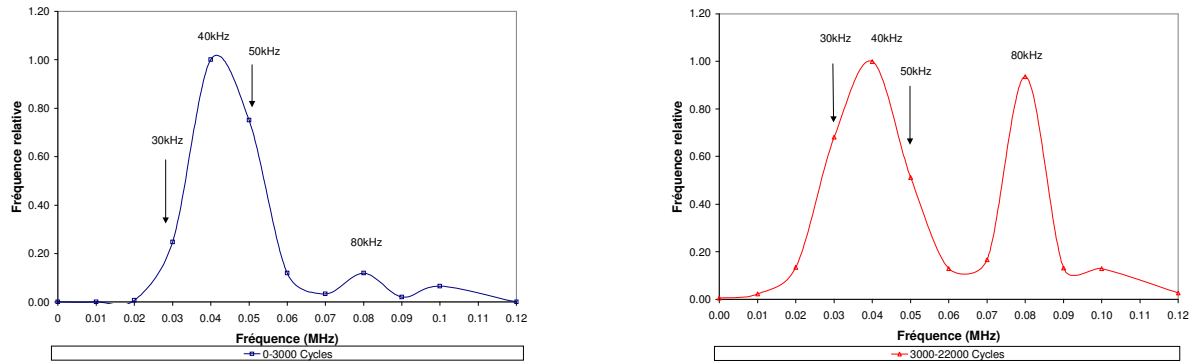 1.20
1.00
0.80
0.60
0.40
0.20
0.00
Fréquence relative
30kHz
40kHz
50kHz
80kHz
0 0.01 0.02 0.03 0.04 0.05 0.06 0.07 0.08 0.09 0.10 0.12
Fréquence (MHz)
0-3000 Cycles
1.20
1.00
0.80
0.60
0.40
0.20
0.00
Fréquence relative
30kHz 40kHz
50kHz
80kHz
0.00 0.01 0.02 0.03 0.04 0.05 0.06 0.07 0.08 0.09 0.10 0.12
Fréquence (MHz)
3000-22000 Cycles